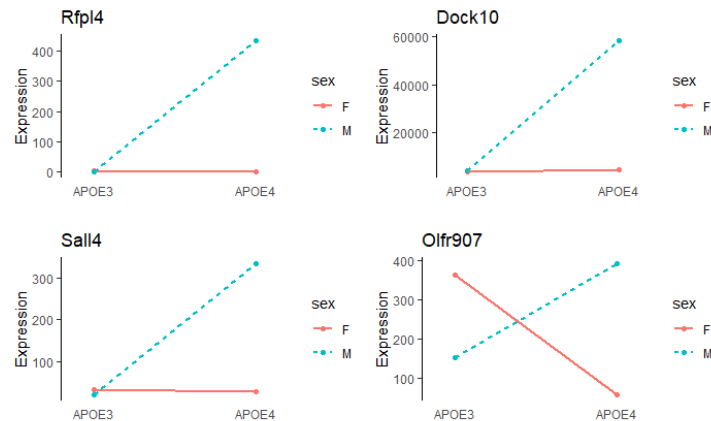 Rfpl4
Expression
400
300
200
100
0
APOE3 APOE4
sex
F
M
Dock10
Expression
60000
40000
20000
APOE3 APOE4
sex
F
M
Sall4
Expression
300
200
100
APOE3 APOE4
sex
F
M
Olfr907
Expression
400
300
200
100
APOE3 APOE4
sex
F
M